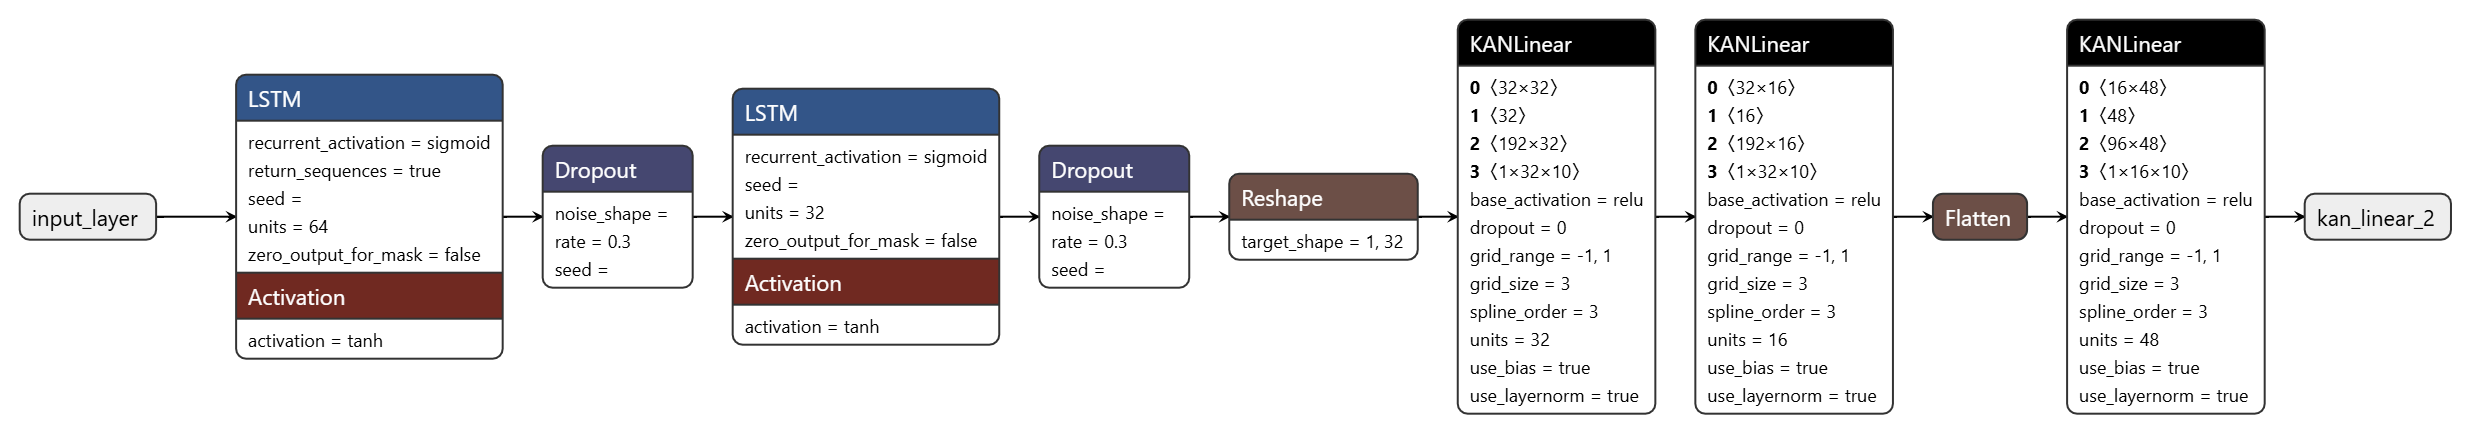 input_layer
LSTM
recurrent_activation = sigmoid
return_sequences = true
seed =
units = 64
zero_output_for_mask = false
Activation
activation = tanh
Dropout
noise_shape =
rate = 0.3
seed =
LSTM
recurrent_activation = sigmoid
seed =
units = 32
zero_output_for_mask = false
Activation
activation = tanh
Dropout
noise_shape =
rate = 0.3
seed =
Reshape
target_shape = 1, 32
KANLinear
0 〈32×32〉
1 〈32〉
2 〈192×32〉
3 〈1×32×10〉
base_activation = relu
dropout = 0
grid_range = -1, 1
grid_size = 3
spline_order = 3
units = 32
use_bias = true
use_layernorm = true
KANLinear
0 〈32×16〉
1 〈16〉
2 〈192×16〉
3 〈1×32×10〉
base_activation = relu
dropout = 0
grid_range = -1, 1
grid_size = 3
spline_order = 3
units = 16
use_bias = true
use_layernorm = true
Flatten
KANLinear
0 〈16×48〉
1 〈48〉
2 〈96×48〉
3 〈1×16×10〉
base_activation = relu
dropout = 0
grid_range = -1, 1
grid_size = 3
spline_order = 3
units = 48
use_bias = true
use_layernorm = true
kan_linear_2